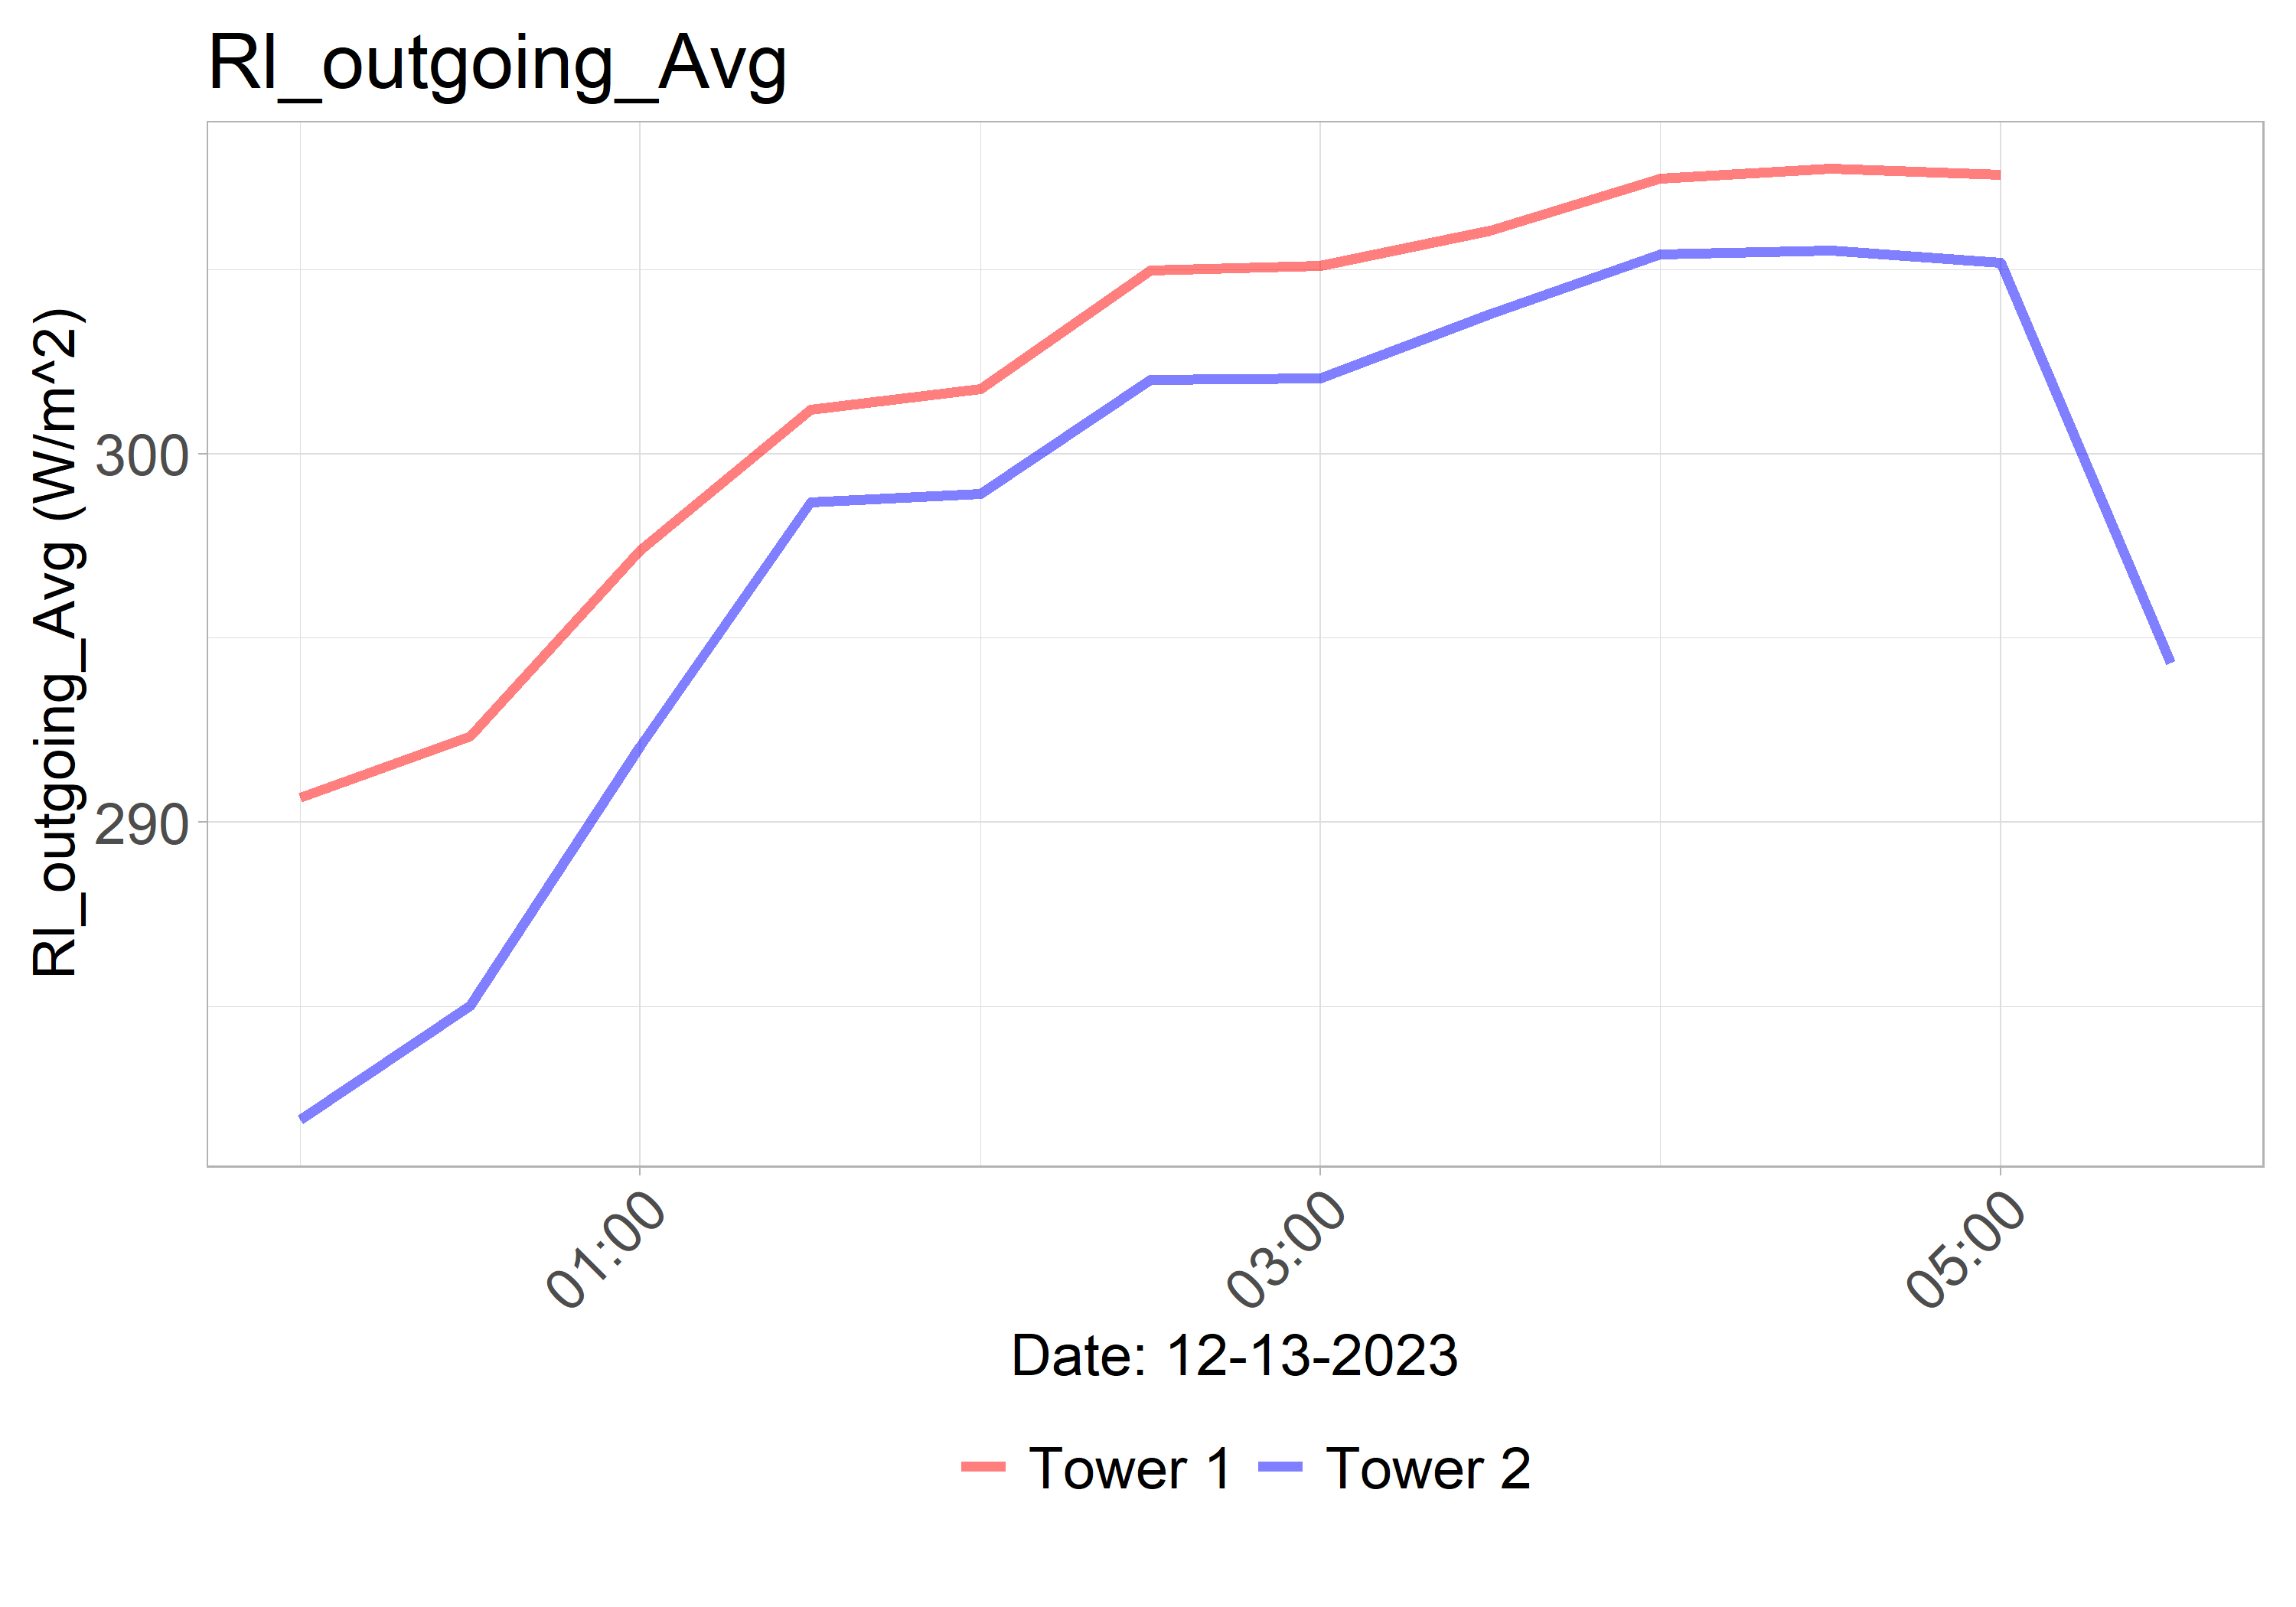 Rl_outgoing_Avg
Rl_outgoing_Avg (W/m^2)
300
290
01:00
03:00
05:00
Date: 12-13-2023
Tower 1
Tower 2